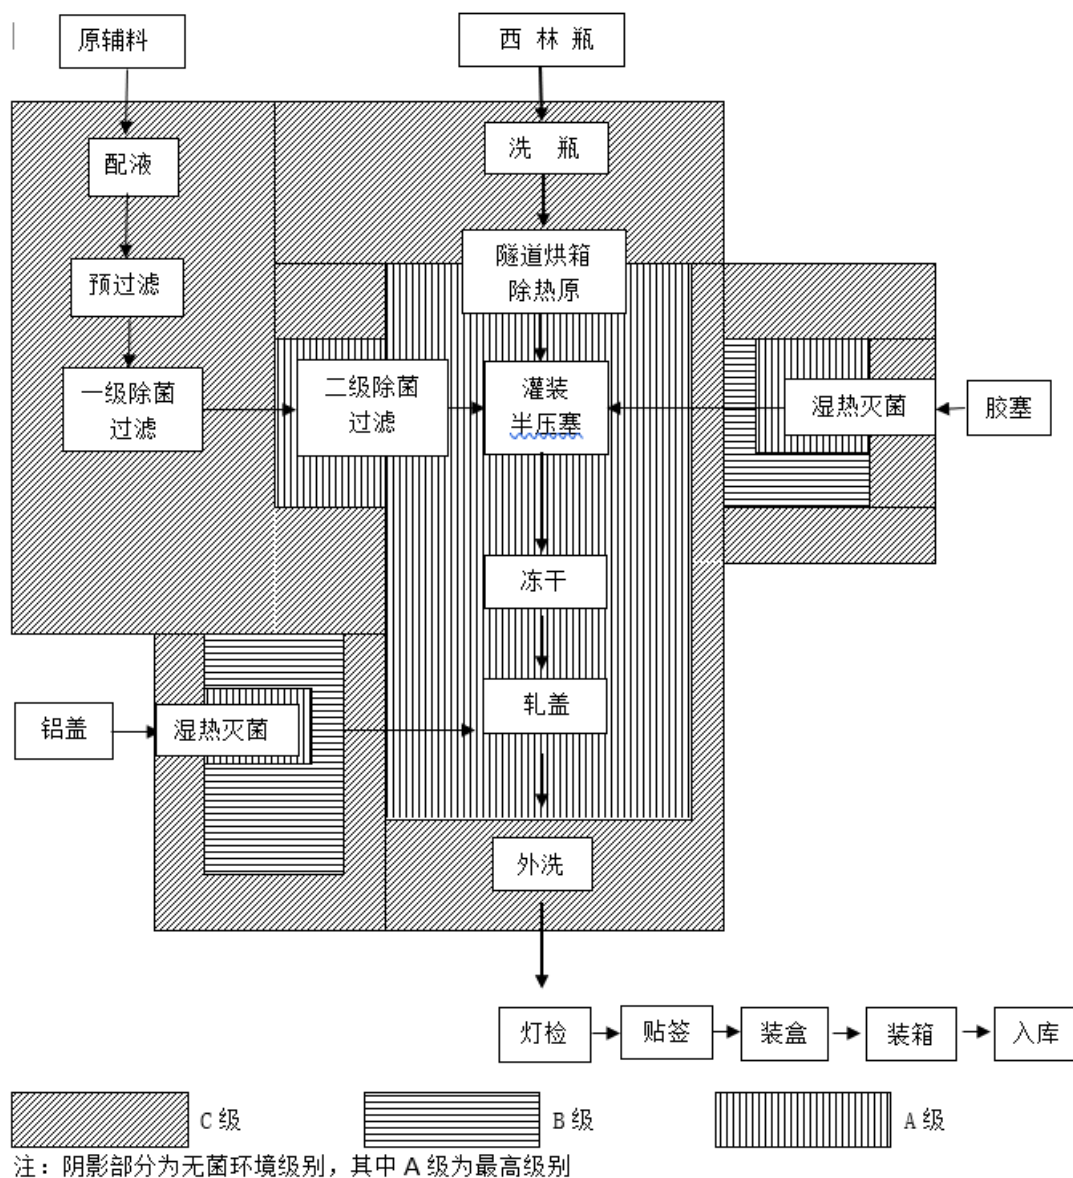 原辅料
西 林 瓶
配液
洗 瓶
预过滤
隧道烘箱
除热原
一级除菌
过滤
二级除菌
过滤
灌装
半压塞
湿热灭菌
胶塞
冻干
轧盖
铝盖
湿热灭菌
外洗
灯检
贴签
装盒
装箱
入库
C 级
B 级
A 级
注：阴影部分为无菌环境级别，其中 A 级为最高级别